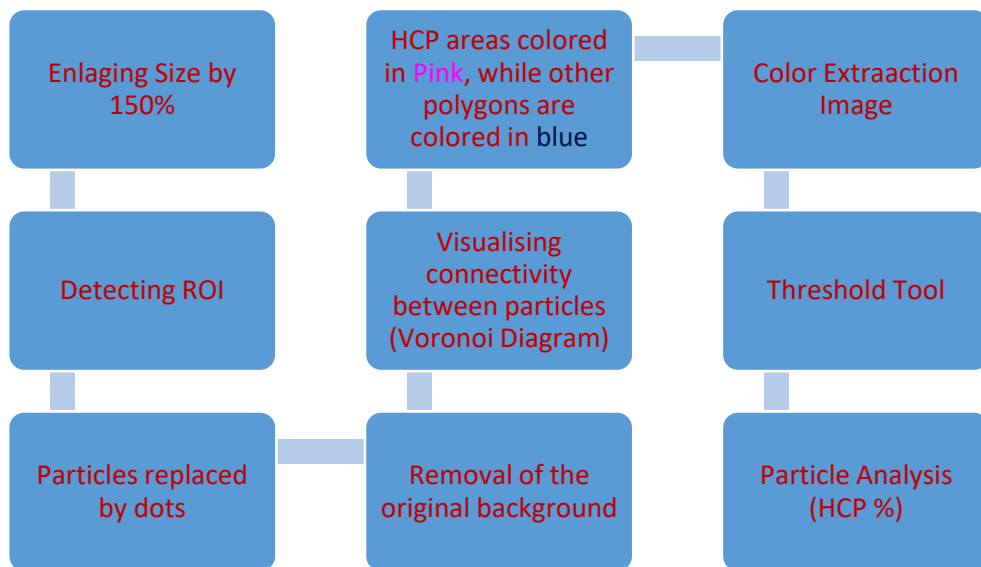 Enlaging Size by
150%
Detecting ROI
Particles replaced
by dots
Removal of the
original background
Visualising
connectivity
between particles
(Voronoi Diagram)
HCP areas colored
in Pink, while other
polygons are
colored in blue
Color Extraaction
Image
Threshold Tool
Particle Analysis
(HCP %)